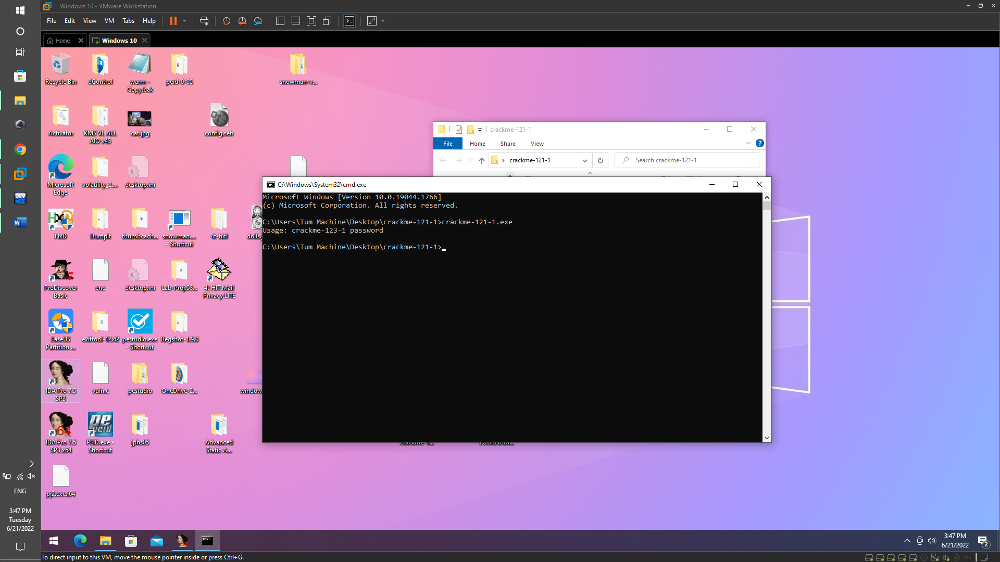 Windows 10 - VMware Workstation
File Edit View VM Tabs Help
Home
Windows 10
Recycle Bin
dControl
warm - Copy.bak
peid-0-95
snowman-v...
Activator
KMS VL ALL AIO v45
cat.jpg
config.seb
Microsoft Edge
volatility_2....
desktop.ini
HxD
DumpIt
thumbcach...
snowman.... - Shortcut
4t-hitl
dolls.
ProDiscover Basic
enc
desktop.ini
Lab-Proj.08...
4t HIT Mail Privacy LITE
EaseUS Partition ...
exiftool-12.42
pestudio.exe - Shortcut
Regshot-1.9.0
IDA Pro 7.5 SP3
vuln.c
pestudio
OneDrive-2...
window
IDA Pro 7.5 SP3 x64
PEiD.exe - Shortcut
jphs05
Advanced Static A...
pj2.exe.i64
crackme-121-1
File Home Share View
crackme-121-1
Search crackme-121-1
C:\Windows\System32\cmd.exe
Microsoft Windows [Version 10.0.19044.1766]
(c) Microsoft Corporation. All rights reserved.
C:\Users\Tum Machine\Desktop\crackme-121-1>crackme-121-1.exe
Usage: crackme-123-1 password
C:\Users\Tum Machine\Desktop\crackme-121-1>
ENG
3:47 PM
Tuesday
6/21/2022
3:47 PM
6/21/2022
2
To direct input to this VM, move the mouse pointer inside or press Ctrl+G.